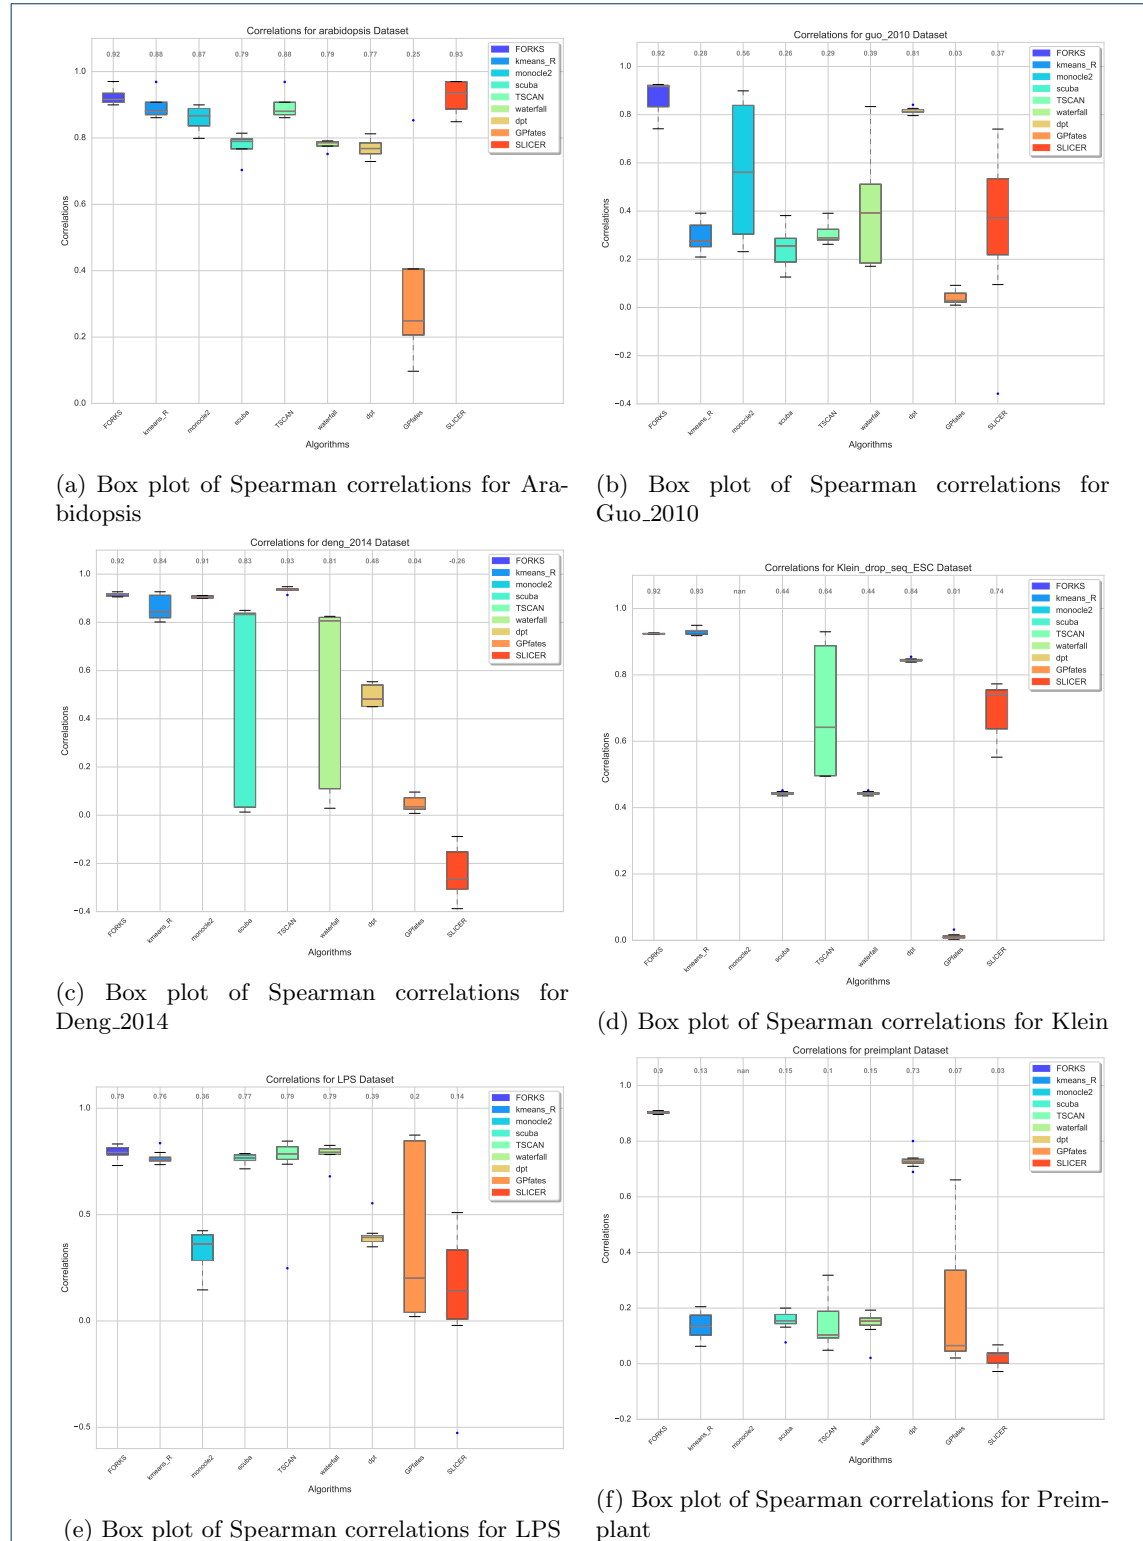 Correlations for arabidopsis Dataset
0.92 0.88 0.87 0.79 0.88 0.79 0.77 0.25 0.93
FORKS
kmeans_R
monocle2
scuba
TSCAN
waterfall
dpt
GPfates
SLICER
1.0
0.8
0.6
0.4
0.2
0.0
Correlations
FORKS kmeans_R monocle2 scuba TSCAN waterfall dpt GPfates SLICER
Algorithms
(a) Box plot of Spearman correlations for Ara-
bidopsis
Correlations for guo_2010 Dataset
0.92 0.28 0.56 0.26 0.29 0.39 0.81 0.03 0.37
FORKS
kmeans_R
monocle2
scuba
TSCAN
waterfall
dpt
GPfates
SLICER
1.0
0.8
0.6
0.4
0.2
0.0
−0.2
−0.4
Correlations
FORKS kmeans_R monocle2 scuba TSCAN waterfall dpt GPfates SLICER
Algorithms
(b) Box plot of Spearman correlations for
Guo_2010
Correlations for deng_2014 Dataset
0.92 0.84 0.91 0.83 0.93 0.81 0.48 0.04 -0.26
FORKS
kmeans_R
monocle2
scuba
TSCAN
waterfall
dpt
GPfates
SLICER
1.0
0.8
0.6
0.4
0.2
0.0
−0.2
−0.4
Correlations
FORKS kmeans_R monocle2 scuba TSCAN waterfall dpt GPfates SLICER
Algorithms
(c) Box plot of Spearman correlations for
Deng_2014
Correlations for Klein_drop_seq_ESC Dataset
0.92 0.93 nan 0.44 0.64 0.44 0.84 0.01 0.74
FORKS
kmeans_R
monocle2
scuba
TSCAN
waterfall
dpt
GPfates
SLICER
1.0
0.8
0.6
0.4
0.2
0.0
Correlations
FORKS kmeans_R monocle2 scuba TSCAN waterfall dpt GPfates SLICER
Algorithms
(d) Box plot of Spearman correlations for Klein
Correlations for LPS Dataset
0.79 0.76 0.36 0.77 0.79 0.79 0.39 0.2 0.14
FORKS
kmeans_R
monocle2
scuba
TSCAN
waterfall
dpt
GPfates
SLICER
1.0
0.5
0.0
−0.5
Correlations
FORKS kmeans_R monocle2 scuba TSCAN waterfall dpt GPfates SLICER
Algorithms
(e) Box plot of Spearman correlations for LPS
Correlations for preimplant Dataset
0.9 0.13 nan 0.15 0.1 0.15 0.73 0.07 0.03
FORKS
kmeans_R
monocle2
scuba
TSCAN
waterfall
dpt
GPfates
SLICER
1.0
0.8
0.6
0.4
0.2
0.0
−0.2
Correlations
FORKS kmeans_R monocle2 scuba TSCAN waterfall dpt GPfates SLICER
Algorithms
(f) Box plot of Spearman correlations for Preim-
plant